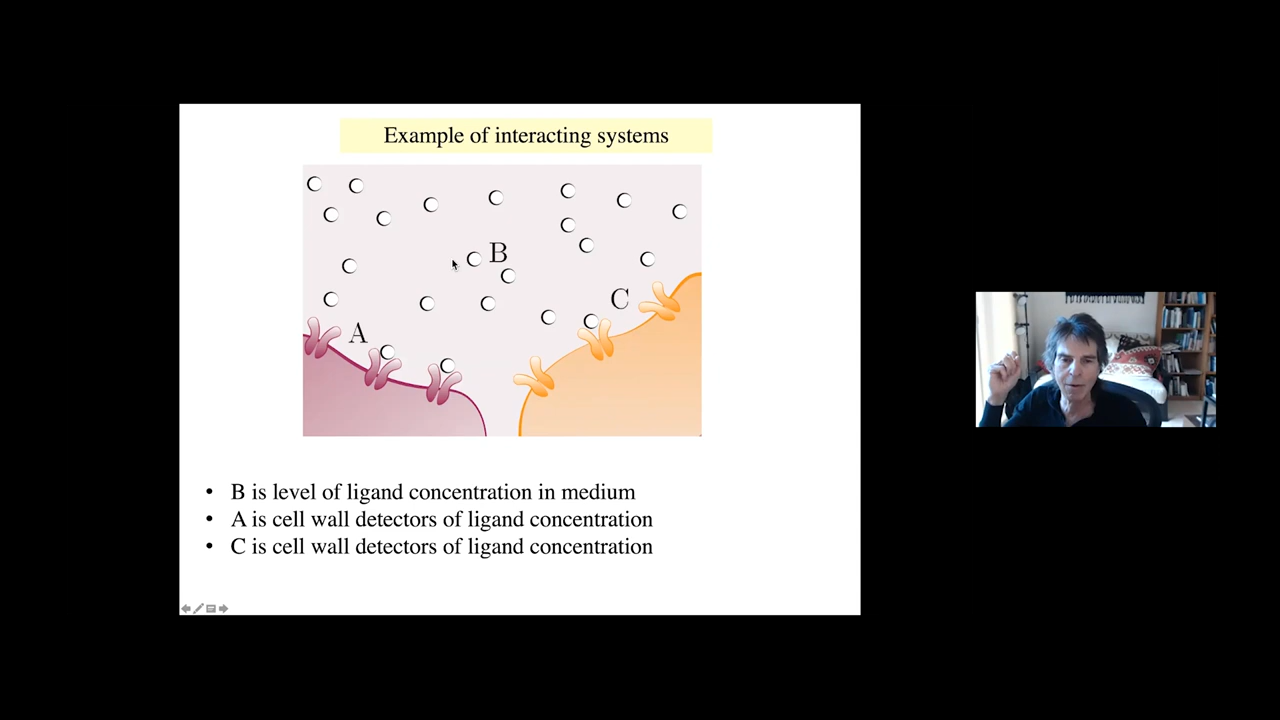 Example of interacting systems
B
C
A
• B is level of ligand concentration in medium
• A is cell wall detectors of ligand concentration
• C is cell wall detectors of ligand concentration